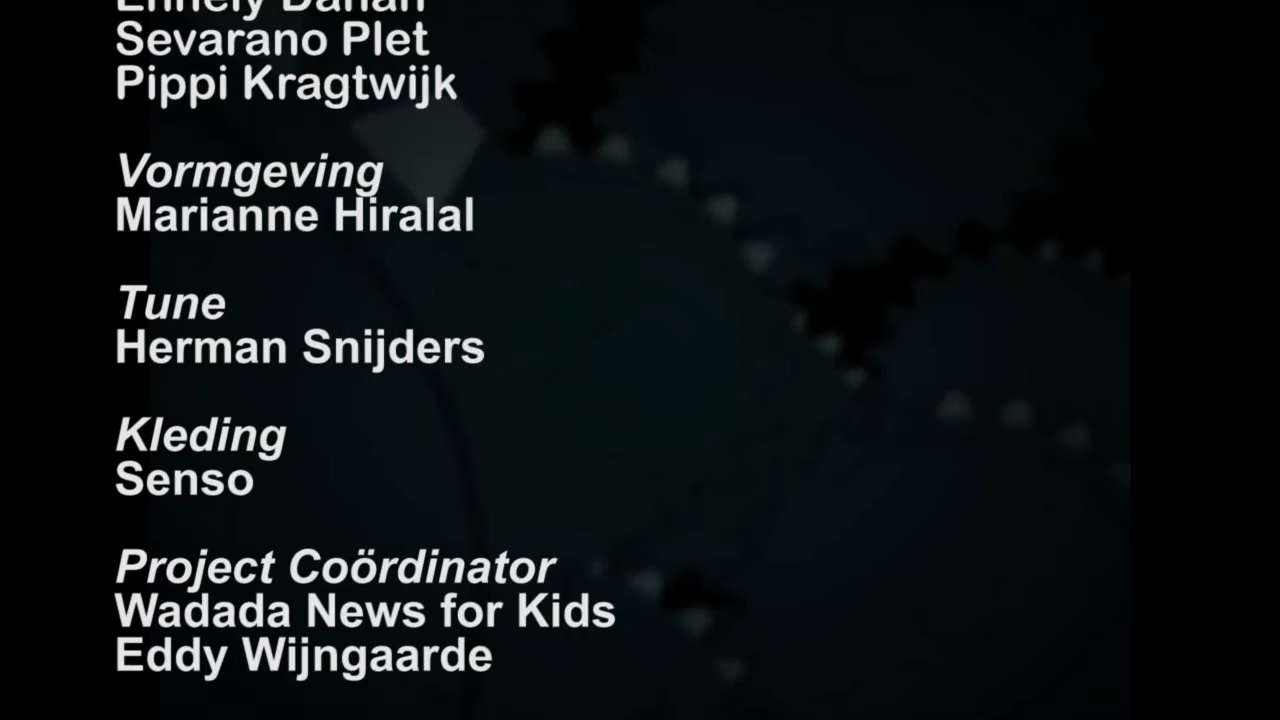 Sevarano Plet
Pippi Kragtwijk
Vormgeving
Marianne Hiralal
Tune
Herman Snijders
Kleding
Senso
Project Coördinator
Wadada News for Kids
Eddy Wijngaarde